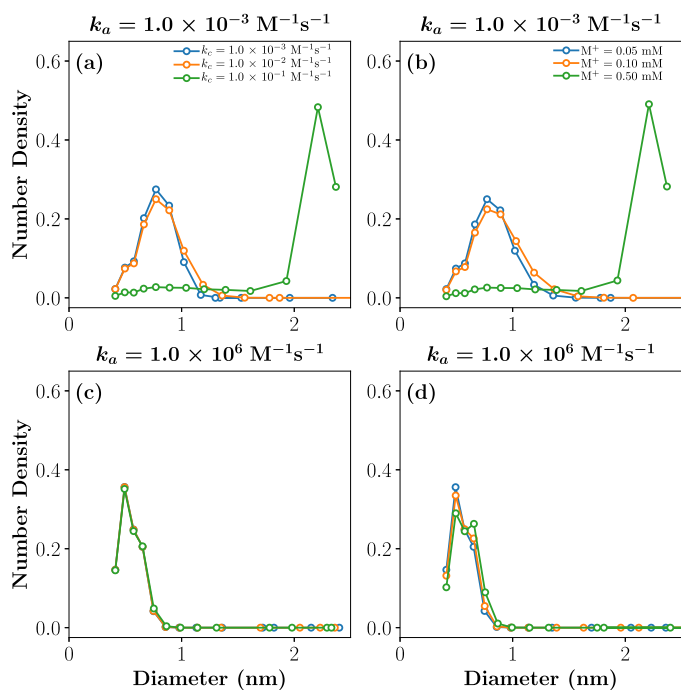 k_a = 1.0 × 10⁻³ M⁻¹s⁻¹
k_a = 1.0 × 10⁻³ M⁻¹s⁻¹
(a)
k_c = 1.0 × 10⁻³ M⁻¹s⁻¹
k_c = 1.0 × 10⁻² M⁻¹s⁻¹
k_c = 1.0 × 10⁻¹ M⁻¹s⁻¹
(b)
M⁺ = 0.05 mM
M⁺ = 0.10 mM
M⁺ = 0.50 mM
Number Density
0.6
0.4
0.2
0.0
0 1 2
0.6
0.4
0.2
0.0
0 1 2
k_a = 1.0 × 10⁶ M⁻¹s⁻¹
k_a = 1.0 × 10⁶ M⁻¹s⁻¹
(c)
(d)
Number Density
0.6
0.4
0.2
0.0
0 1 2
Diameter (nm)
0.6
0.4
0.2
0.0
0 1 2
Diameter (nm)